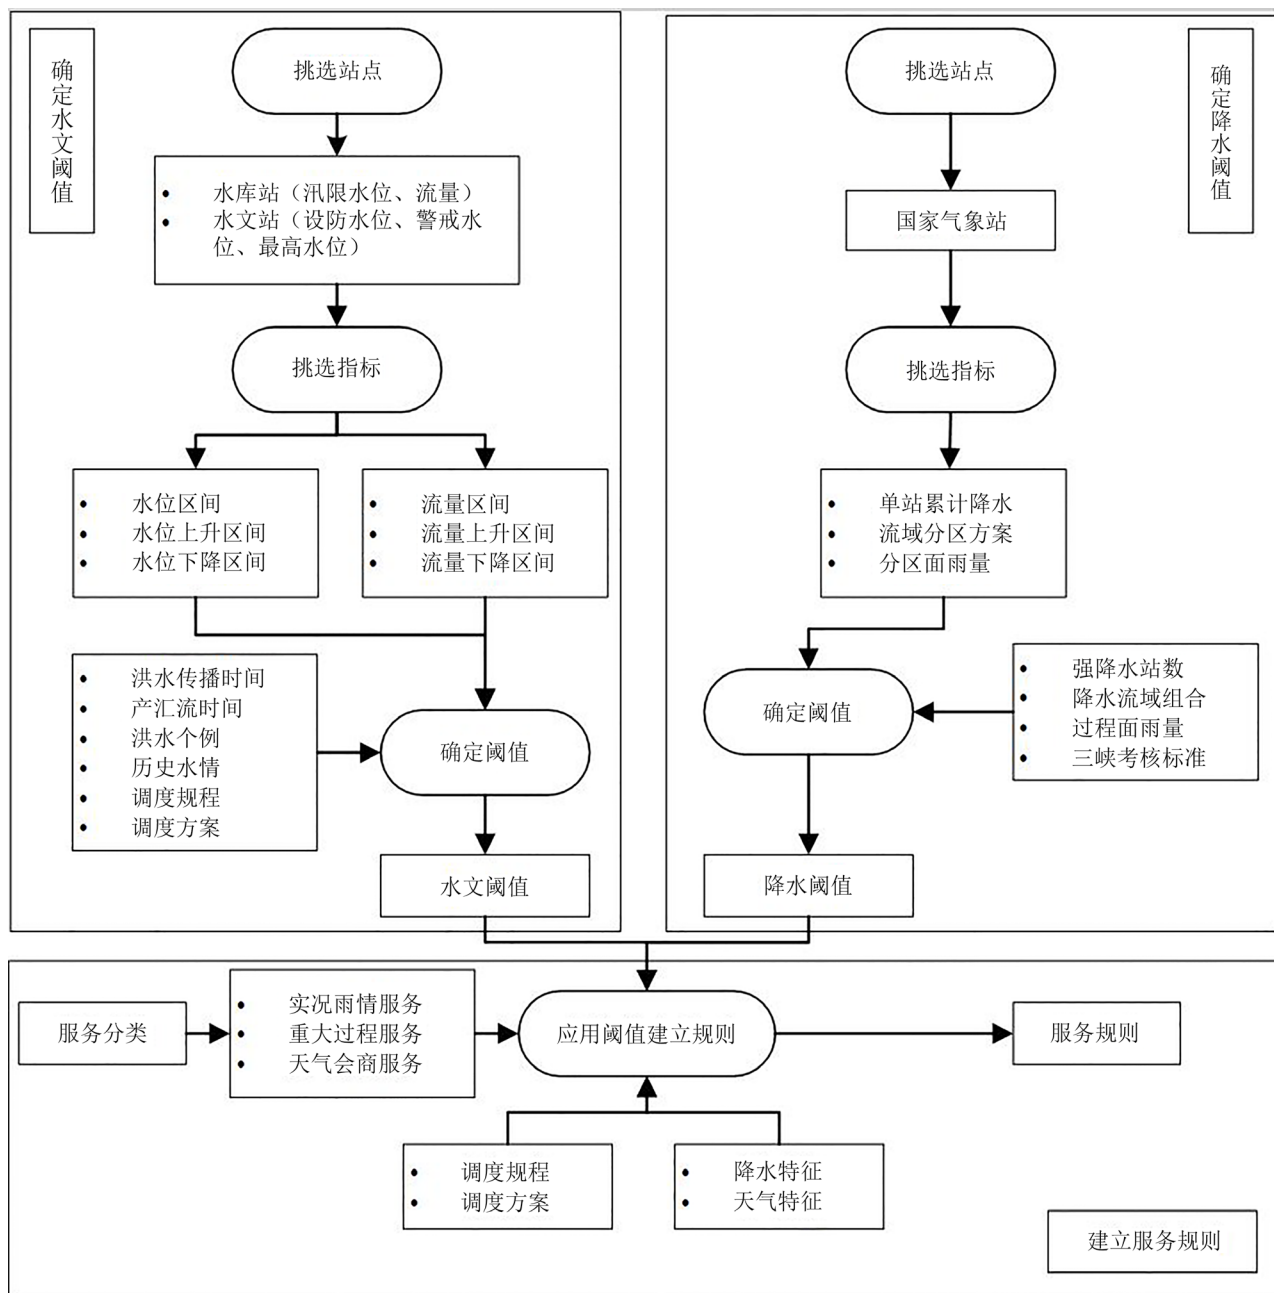 确定水文阈值
挑选站点
• 水库站（汛限水位、流量）
• 水文站（设防水位、警戒水
位、最高水位）
挑选指标
• 水位区间
• 水位上升区间
• 水位下降区间
• 流量区间
• 流量上升区间
• 流量下降区间
• 洪水传播时间
• 产汇流时间
• 洪水个例
• 历史水情
• 调度规程
• 调度方案
确定阈值
水文阈值
确定降水阈值
挑选站点
国家气象站
挑选指标
• 单站累计降水
• 流域分区方案
• 分区面雨量
确定阈值
• 强降水站数
• 降水流域组合
• 过程面雨量
• 三峡考核标准
降水阈值
服务分类
• 实况雨情服务
• 重大过程服务
• 天气会商服务
应用阈值建立规则
服务规则
• 调度规程
• 调度方案
• 降水特征
• 天气特征
建立服务规则